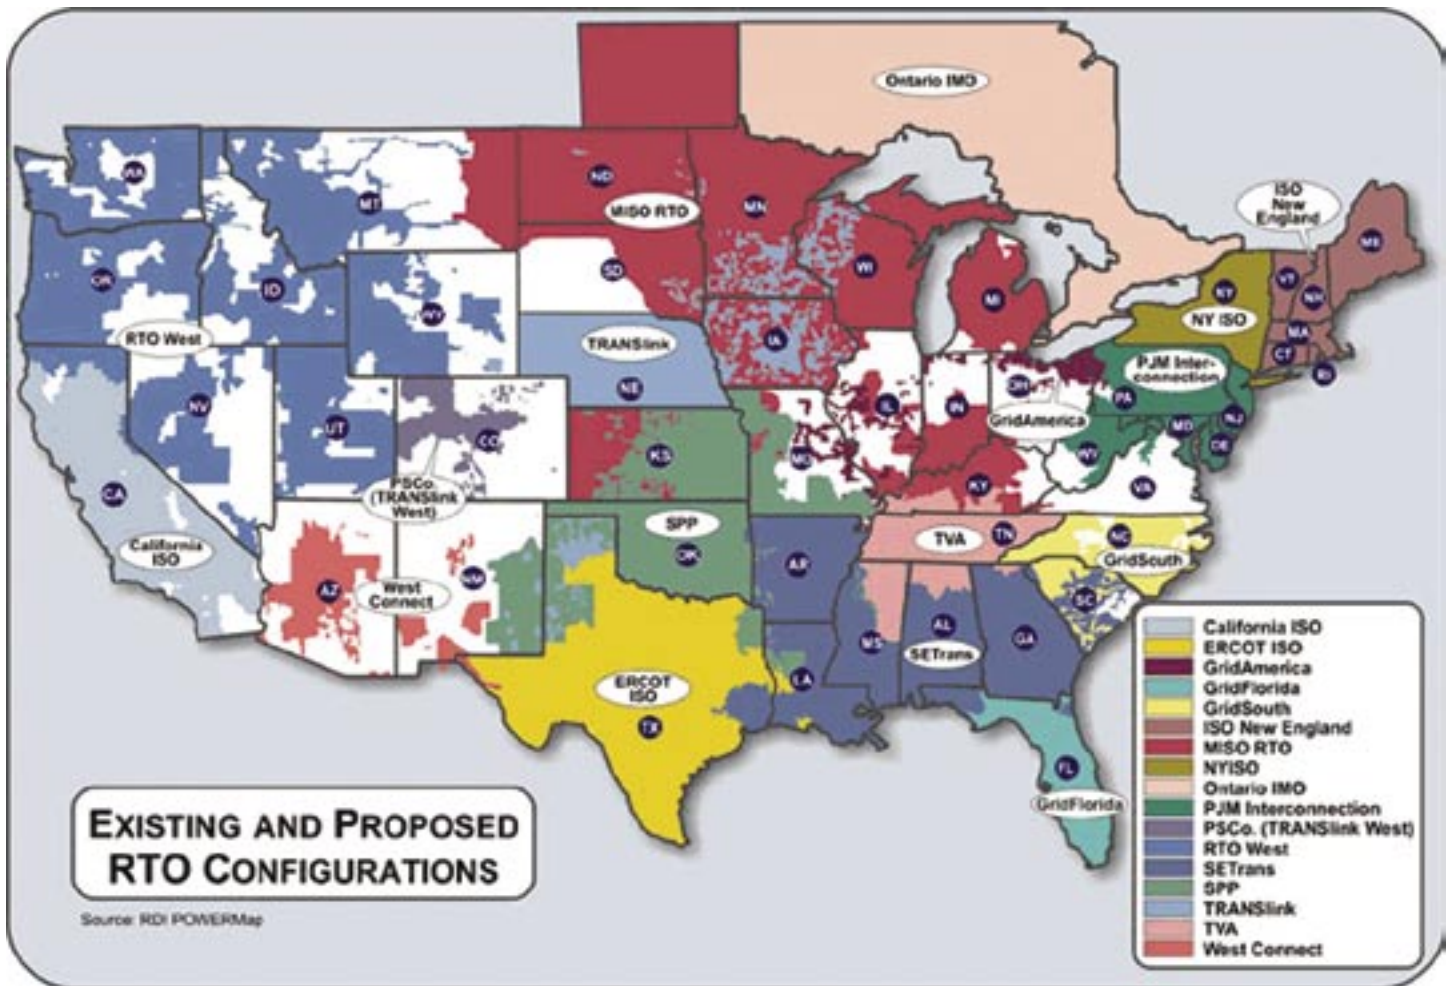 Ontario IMO
ISO
New
England
WA
MT
ND
MISO RTO
MN
ME
OR
ID
SD
WI
VT
NH
WY
MI
NY
NY ISO
MA
CT
RI
RTO West
TRANSlink
IA
NE
PJM Inter-
connection
NV
UT
CO
IL
IN
OH
GridAmerica
PA
NJ
MD
DE
KS
MO
WV
KY
VA
CA
PSCo.
(TRANSlink
West)
California
ISO
SPP
OK
TVA
TN
NC
GridSouth
AZ
West
Connect
NM
AR
SC
MS
AL
GA
SETrans
ERCOT
ISO
TX
LA
FL
GridFlorida
California ISO
ERCOT ISO
GridAmerica
GridFlorida
GridSouth
ISO New England
MISO RTO
NYISO
Ontario IMO
PJM Interconnection
PSCo. (TRANSlink West)
RTO West
SETrans
SPP
TRANSlink
TVA
West Connect
EXISTING AND PROPOSED
RTO CONFIGURATIONS
Source: RDI POWERMap